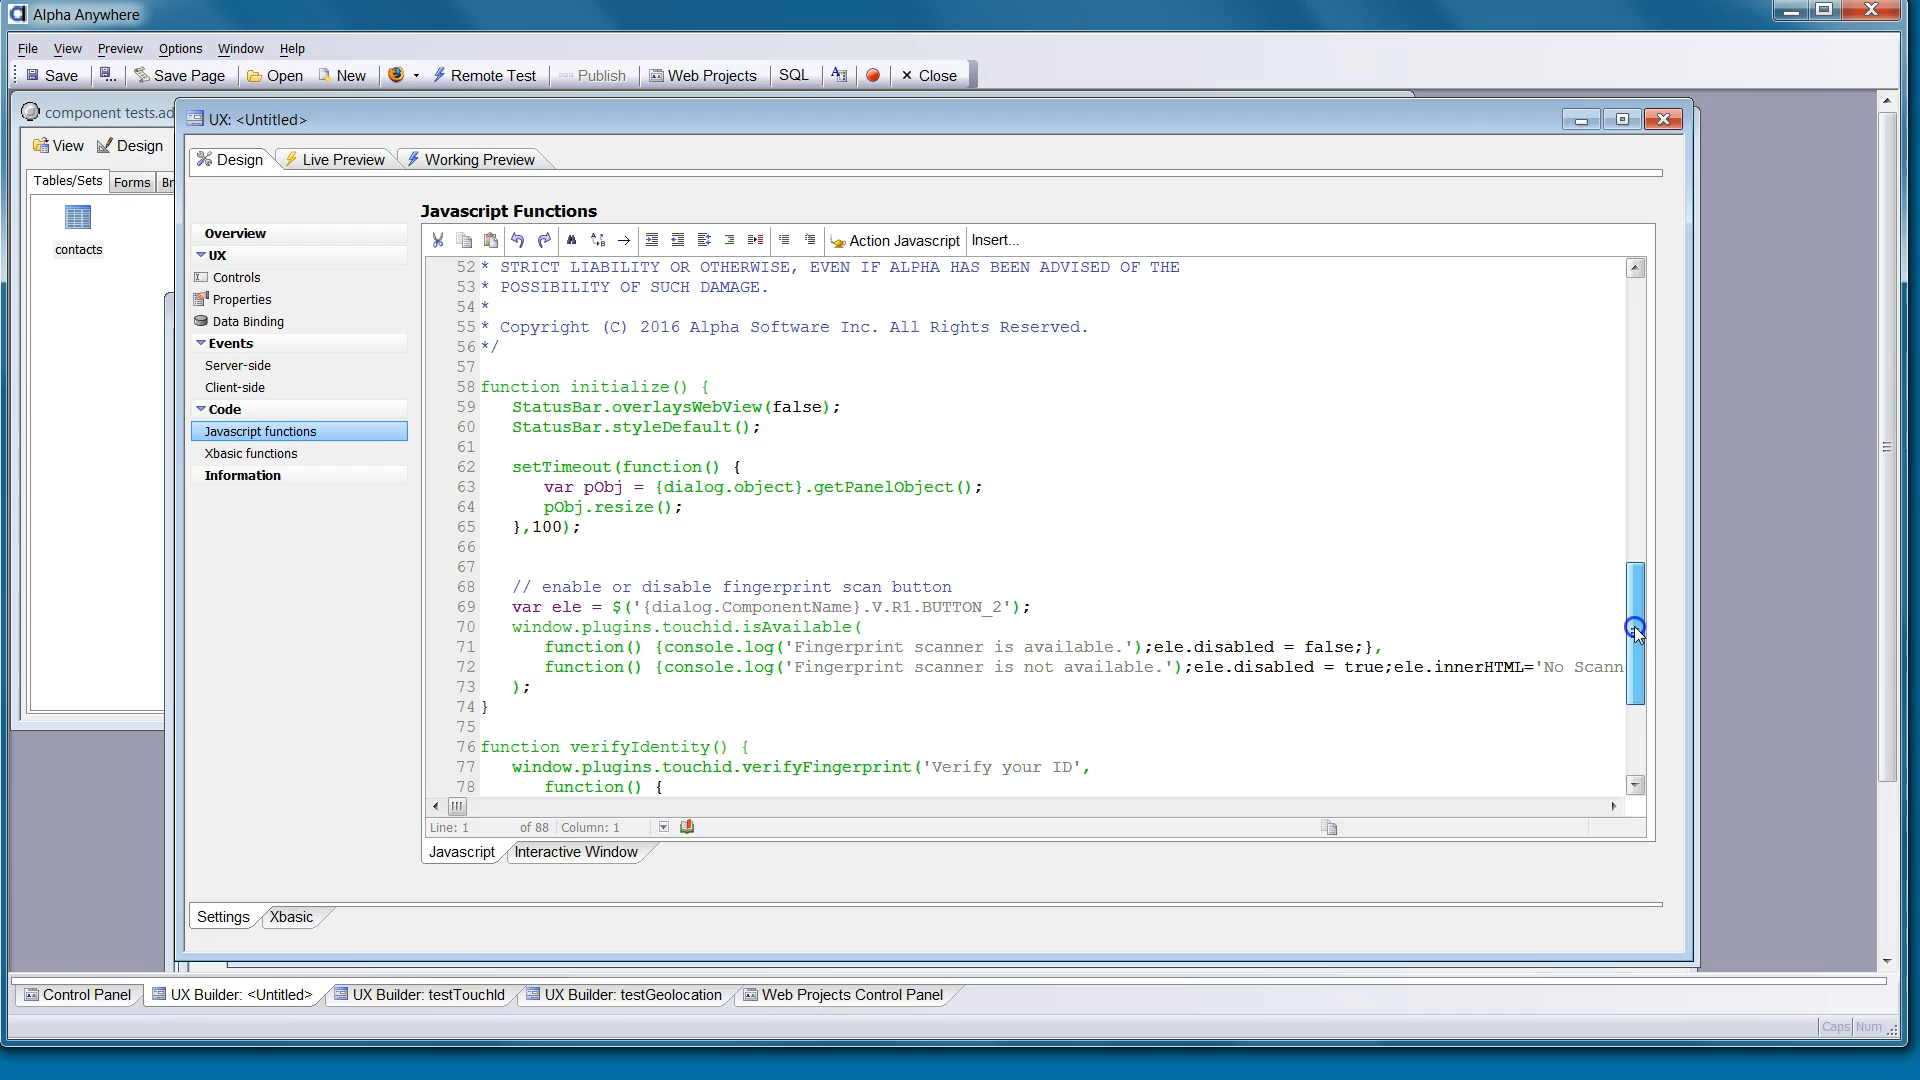 Alpha Anywhere
File View Preview Options Window Help
Save Save Page Open New Remote Test Publish Web Projects SQL Close
component tests.ad
UX: <Untitled>
View Design
Design Live Preview Working Preview
Tables/Sets Forms Br
contacts
Javascript Functions
Action Javascript Insert...
Overview
UX
Controls
Properties
Data Binding
Events
Server-side
Client-side
Code
Javascript functions
Xbasic functions
Information
52 * STRICT LIABILITY OR OTHERWISE, EVEN IF ALPHA HAS BEEN ADVISED OF THE
53 * POSSIBILITY OF SUCH DAMAGE.
54 *
55 * Copyright (C) 2016 Alpha Software Inc. All Rights Reserved.
56 */
57
58 function initialize() {
59 StatusBar.overlaysWebView(false);
60 StatusBar.styleDefault();
61
62 setTimeout(function() {
63 var pObj = {dialog.object}.getPanelObject();
64 pObj.resize();
65 },100);
66
67
68 // enable or disable fingerprint scan button
69 var ele = $('{dialog.ComponentName}.V.R1.BUTTON_2');
70 window.plugins.touchid.isAvailable(
71 function() {console.log('Fingerprint scanner is available.');ele.disabled = false;},
72 function() {console.log('Fingerprint scanner is not available.');ele.disabled = true;ele.innerHTML='No Scann
73 );
74 }
75
76 function verifyIdentity() {
77 window.plugins.touchid.verifyFingerprint('Verify your ID',
78 function() {
Line: 1 of 88 Column: 1
Javascript Interactive Window
Settings Xbasic
Control Panel UX Builder: <Untitled> UX Builder: testTouchId UX Builder: testGeolocation Web Projects Control Panel
Caps Num